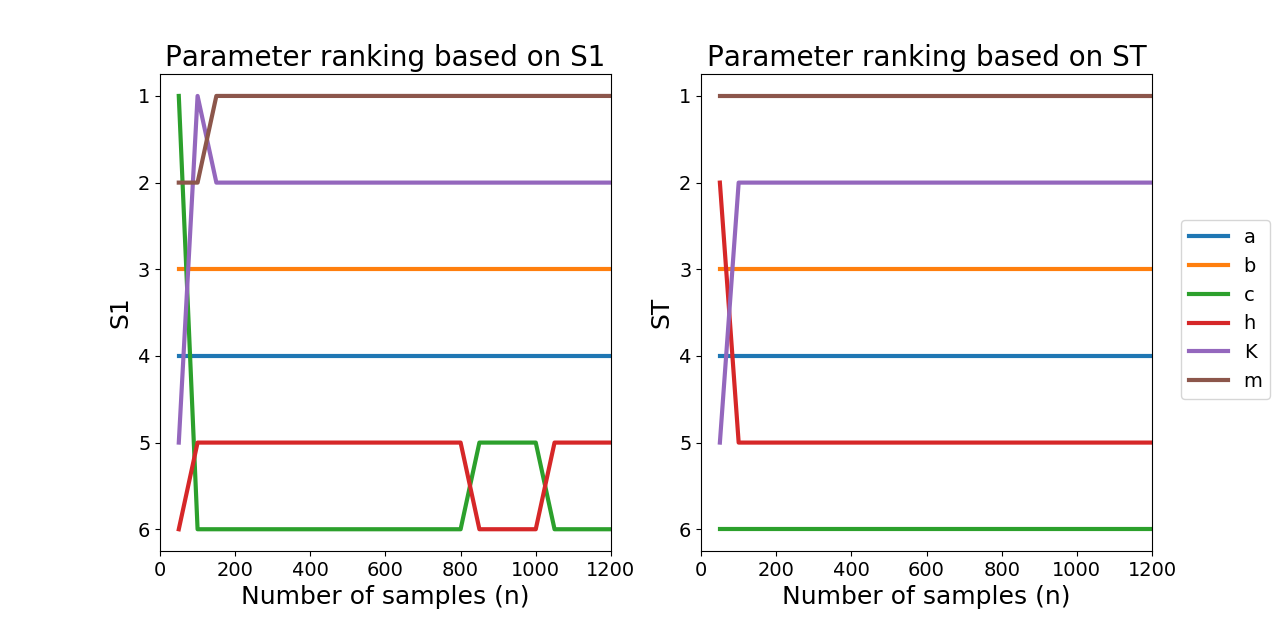 Parameter ranking based on S1
1
2
3
4
5
6
S1
0 200 400 600 800 1000 1200
Number of samples (n)
Parameter ranking based on ST
1
2
3
4
5
6
ST
0 200 400 600 800 1000 1200
Number of samples (n)
a
b
c
h
K
m